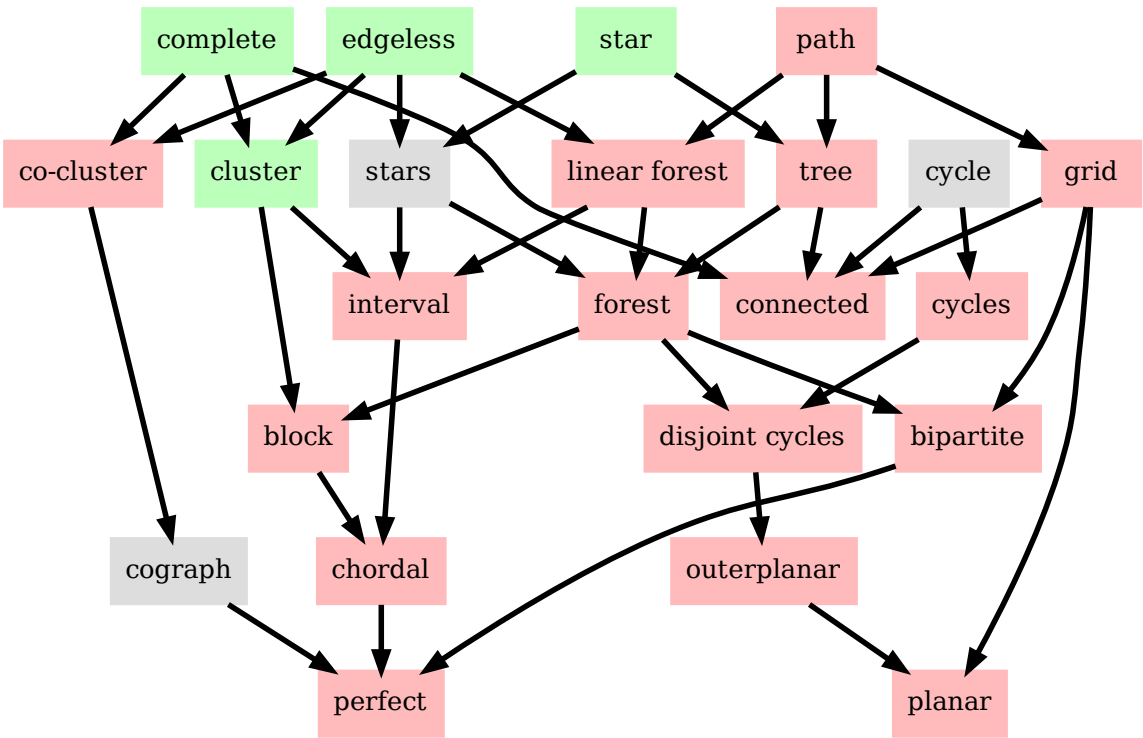 complete
edgeless
star
path
co-cluster
cluster
stars
linear forest
tree
cycle
grid
interval
forest
connected
cycles
block
disjoint cycles
bipartite
cograph
chordal
outerplanar
perfect
planar